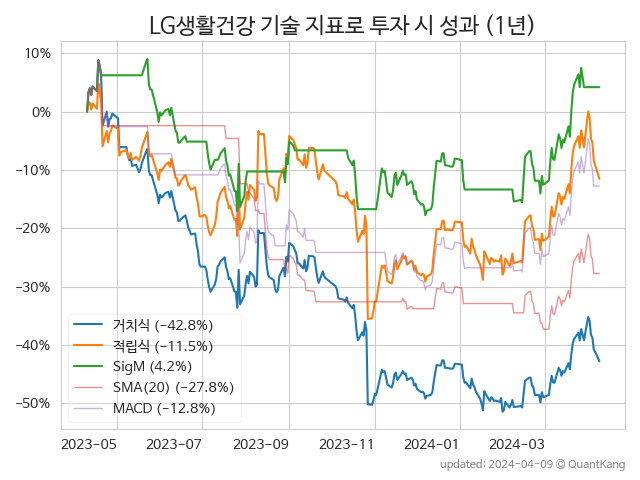 LG생활건강 기술 지표로 투자 시 성과 (1년)
10%
0%
−10%
−20%
−30%
−40%
−50%
거치식 (−42.8%)
적립식 (−11.5%)
SigM (4.2%)
SMA(20) (−27.8%)
MACD (−12.8%)
2023-05 2023-07 2023-09 2023-11 2024-01 2024-03
updated: 2024-04-09 ⓒ QuantKang